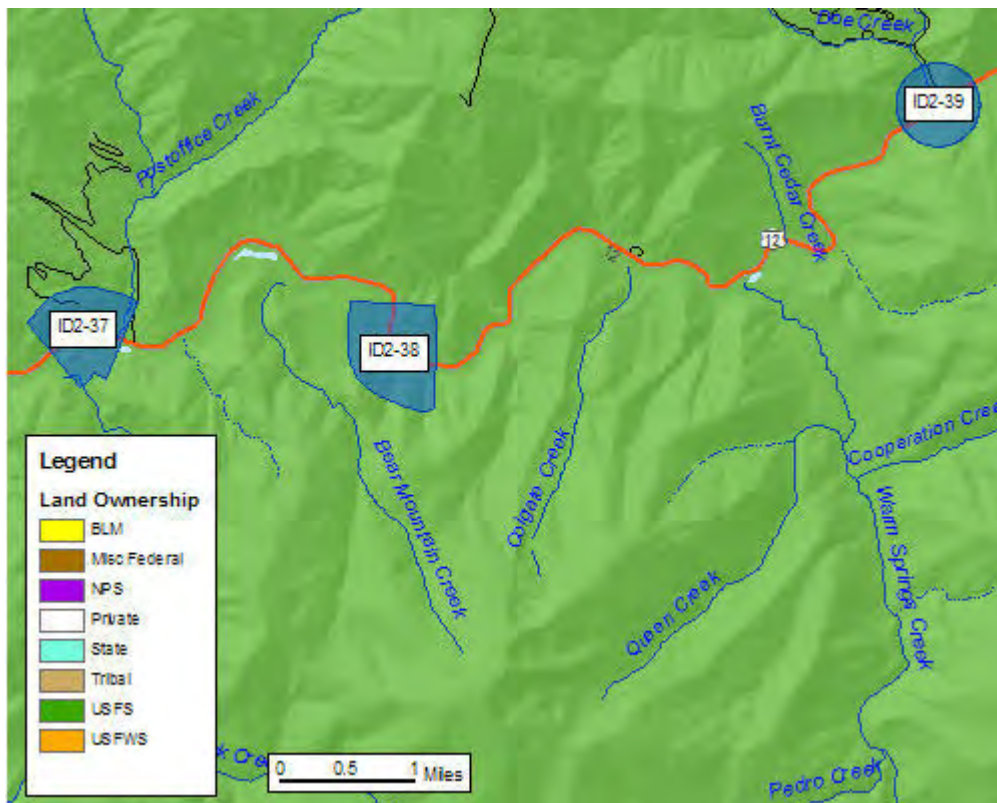 Doe Creek
ID2-39
Postoffice Creek
Burnt Cedar Creek
12
12
ID2-37
ID2-38
Bear Mountain Creek
Colgate Creek
Cooperation Creek
Warm Springs Creek
Queen Creek
Pedro Creek
k Cree
Legend
Land Ownership
BLM
Misc Federal
NPS
Private
State
Tribal
USFS
USFWS
0 0.5 1 Miles